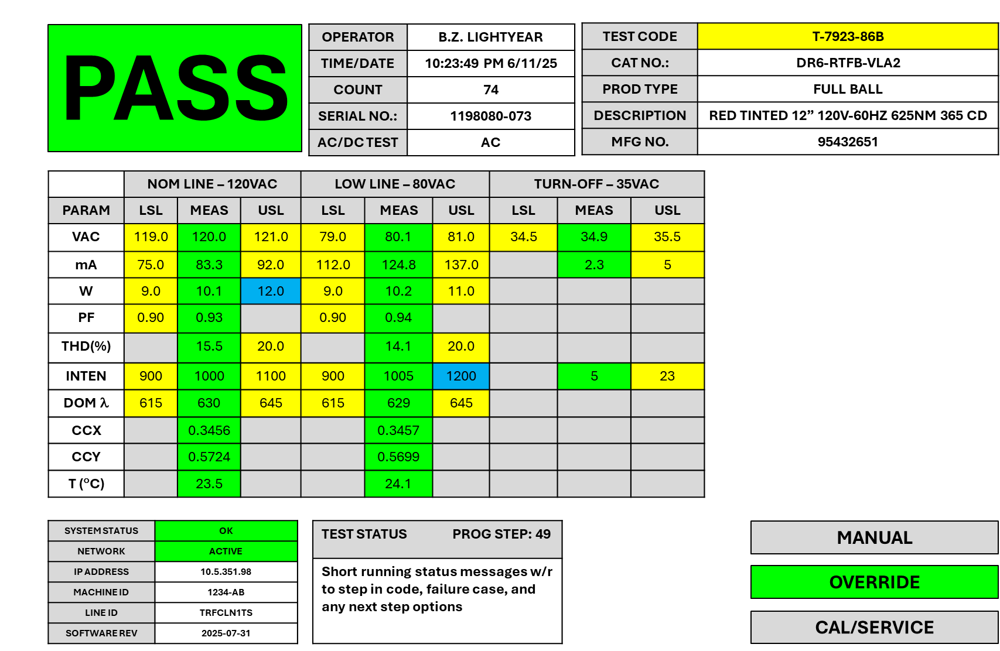 PASS
OPERATOR B.Z. LIGHTYEAR
TIME/DATE 10:23:49 PM 6/11/25
COUNT 74
SERIAL NO.: 1198080-073
AC/DC TEST AC
TEST CODE T-7923-86B
CAT NO.: DR6-RTFB-VLA2
PROD TYPE FULL BALL
DESCRIPTION RED TINTED 12” 120V-60HZ 625NM 365 CD
MFG NO. 95432651
NOM LINE – 120VAC LOW LINE – 80VAC TURN-OFF – 35VAC
PARAM LSL MEAS USL LSL MEAS USL LSL MEAS USL
VAC 119.0 120.0 121.0 79.0 80.1 81.0 34.5 34.9 35.5
mA 75.0 83.3 92.0 112.0 124.8 137.0 2.3 5
W 9.0 10.1 12.0 9.0 10.2 11.0
PF 0.90 0.93 0.90 0.94
THD(%) 15.5 20.0 14.1 20.0
INTEN 900 1000 1100 900 1005 1200 5 23
DOM λ 615 630 645 615 629 645
CCX 0.3456 0.3457
CCY 0.5724 0.5699
T (°C) 23.5 24.1
SYSTEM STATUS OK
NETWORK ACTIVE
IP ADDRESS 10.5.351.98
MACHINE ID 1234-AB
LINE ID TRFCLN1TS
SOFTWARE REV 2025-07-31
TEST STATUS PROG STEP: 49
Short running status messages w/r
to step in code, failure case, and
any next step options
MANUAL
OVERRIDE
CAL/SERVICE